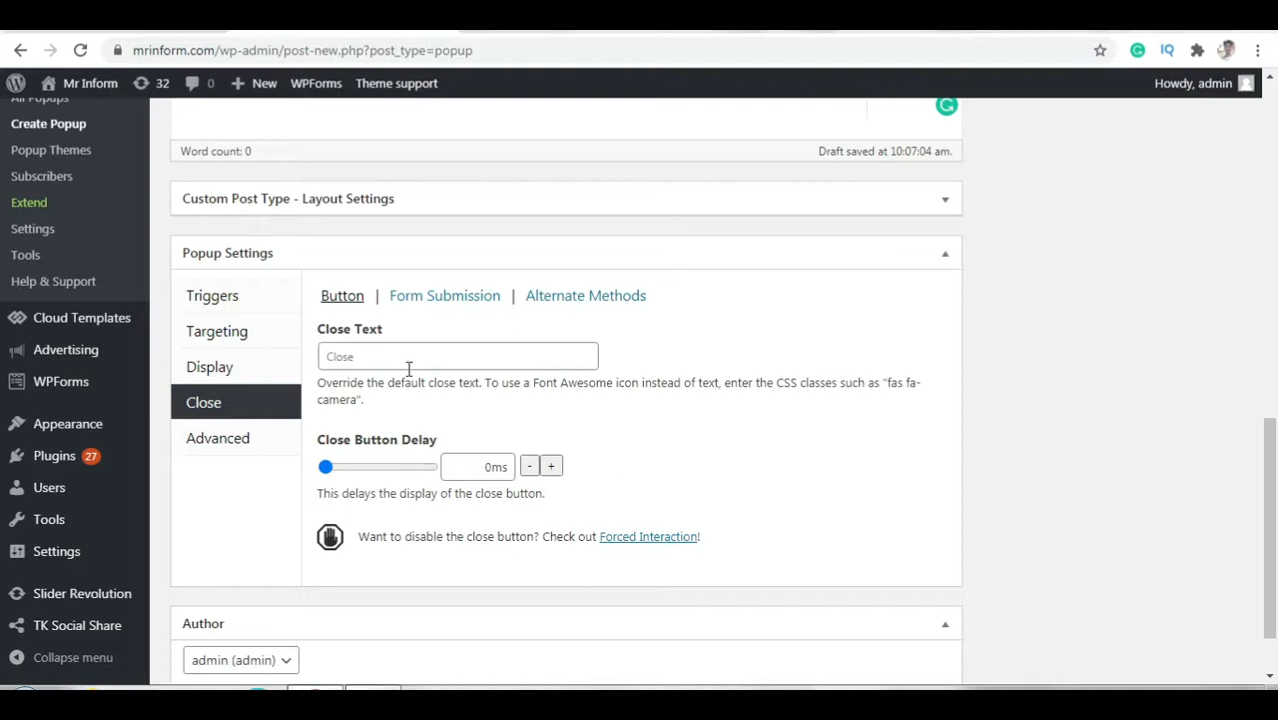 mrinform.com/wp-admin/post-new.php?post_type=popup
IQ
Mr Inform 32 0 New WPForms Theme support Howdy, admin
All Popups
Create Popup
Popup Themes
Subscribers
Extend
Settings
Tools
Help & Support
Cloud Templates
Advertising
WPForms
Appearance
Plugins 27
Users
Tools
Settings
Slider Revolution
TK Social Share
Collapse menu
Word count: 0 Draft saved at 10:07:04 am.
Custom Post Type - Layout Settings
Popup Settings
Triggers
Targeting
Display
Close
Advanced
Button | Form Submission | Alternate Methods
Close Text
Close
Override the default close text. To use a Font Awesome icon instead of text, enter the CSS classes such as "fas fa-
camera".
Close Button Delay
0ms - +
This delays the display of the close button.
Want to disable the close button? Check out Forced Interaction!
Author
admin (admin)